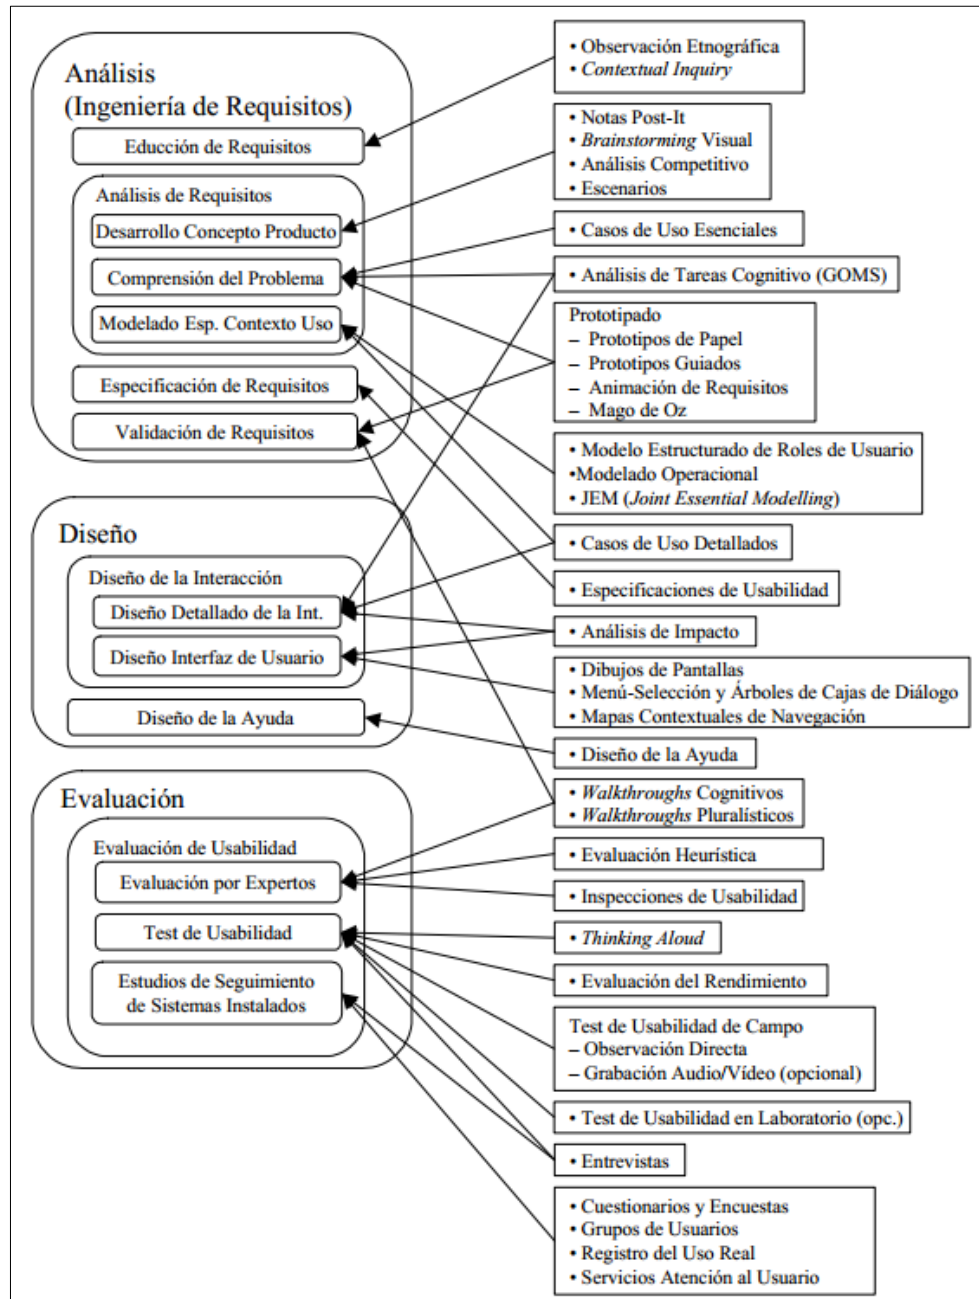 Análisis
(Ingeniería de Requisitos)
Educción de Requisitos
Análisis de Requisitos
Desarrollo Concepto Producto
Comprensión del Problema
Modelado Esp. Contexto Uso
Especificación de Requisitos
Validación de Requisitos
Diseño
Diseño de la Interacción
Diseño Detallado de la Int.
Diseño Interfaz de Usuario
Diseño de la Ayuda
Evaluación
Evaluación de Usabilidad
Evaluación por Expertos
Test de Usabilidad
Estudios de Seguimiento
de Sistemas Instalados
• Observación Etnográfica
• Contextual Inquiry
• Notas Post-It
• Brainstorming Visual
• Análisis Competitivo
• Escenarios
• Casos de Uso Esenciales
• Análisis de Tareas Cognitivo (GOMS)
Prototipado
– Prototipos de Papel
– Prototipos Guiados
– Animación de Requisitos
– Mago de Oz
• Modelo Estructurado de Roles de Usuario
•Modelado Operacional
• JEM (Joint Essential Modelling)
• Casos de Uso Detallados
• Especificaciones de Usabilidad
• Análisis de Impacto
• Dibujos de Pantallas
• Menú-Selección y Árboles de Cajas de Diálogo
• Mapas Contextuales de Navegación
• Diseño de la Ayuda
• Walkthroughs Cognitivos
• Walkthroughs Pluralísticos
• Evaluación Heurística
• Inspecciones de Usabilidad
• Thinking Aloud
• Evaluación del Rendimiento
Test de Usabilidad de Campo
– Observación Directa
– Grabación Audio/Vídeo (opcional)
• Test de Usabilidad en Laboratorio (opc.)
• Entrevistas
• Cuestionarios y Encuestas
• Grupos de Usuarios
• Registro del Uso Real
• Servicios Atención al Usuario